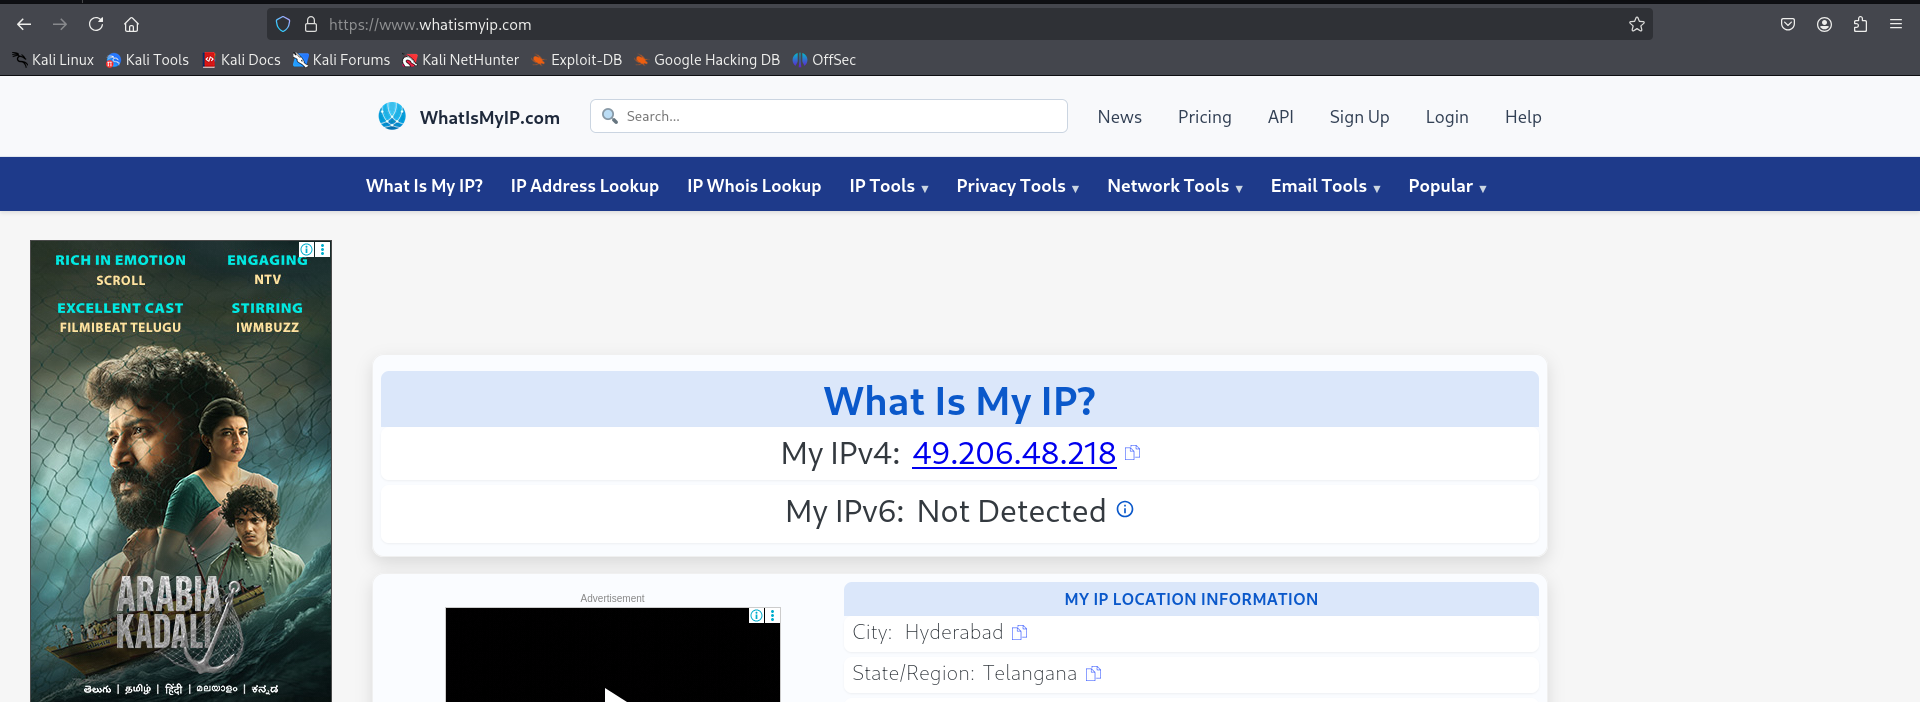 https://www.whatismyip.com
Kali Linux Kali Tools Kali Docs Kali Forums Kali NetHunter Exploit-DB Google Hacking DB OffSec
WhatIsMyIP.com Search... News Pricing API Sign Up Login Help
What Is My IP? IP Address Lookup IP Whois Lookup IP Tools ▼ Privacy Tools ▼ Network Tools ▼ Email Tools ▼ Popular ▼
RICH IN EMOTION ENGAGING
SCROLL NTV
EXCELLENT CAST STIRRING
FILMIBEAT TELUGU IWMBUZZ
ARABIA
KADALI
తెలుగు | தமிழ் | हिंदी | മലയാളം | ಕನ್ನಡ
What Is My IP?
My IPv4: 49.206.48.218
My IPv6: Not Detected
Advertisement
MY IP LOCATION INFORMATION
City: Hyderabad
State/Region: Telangana